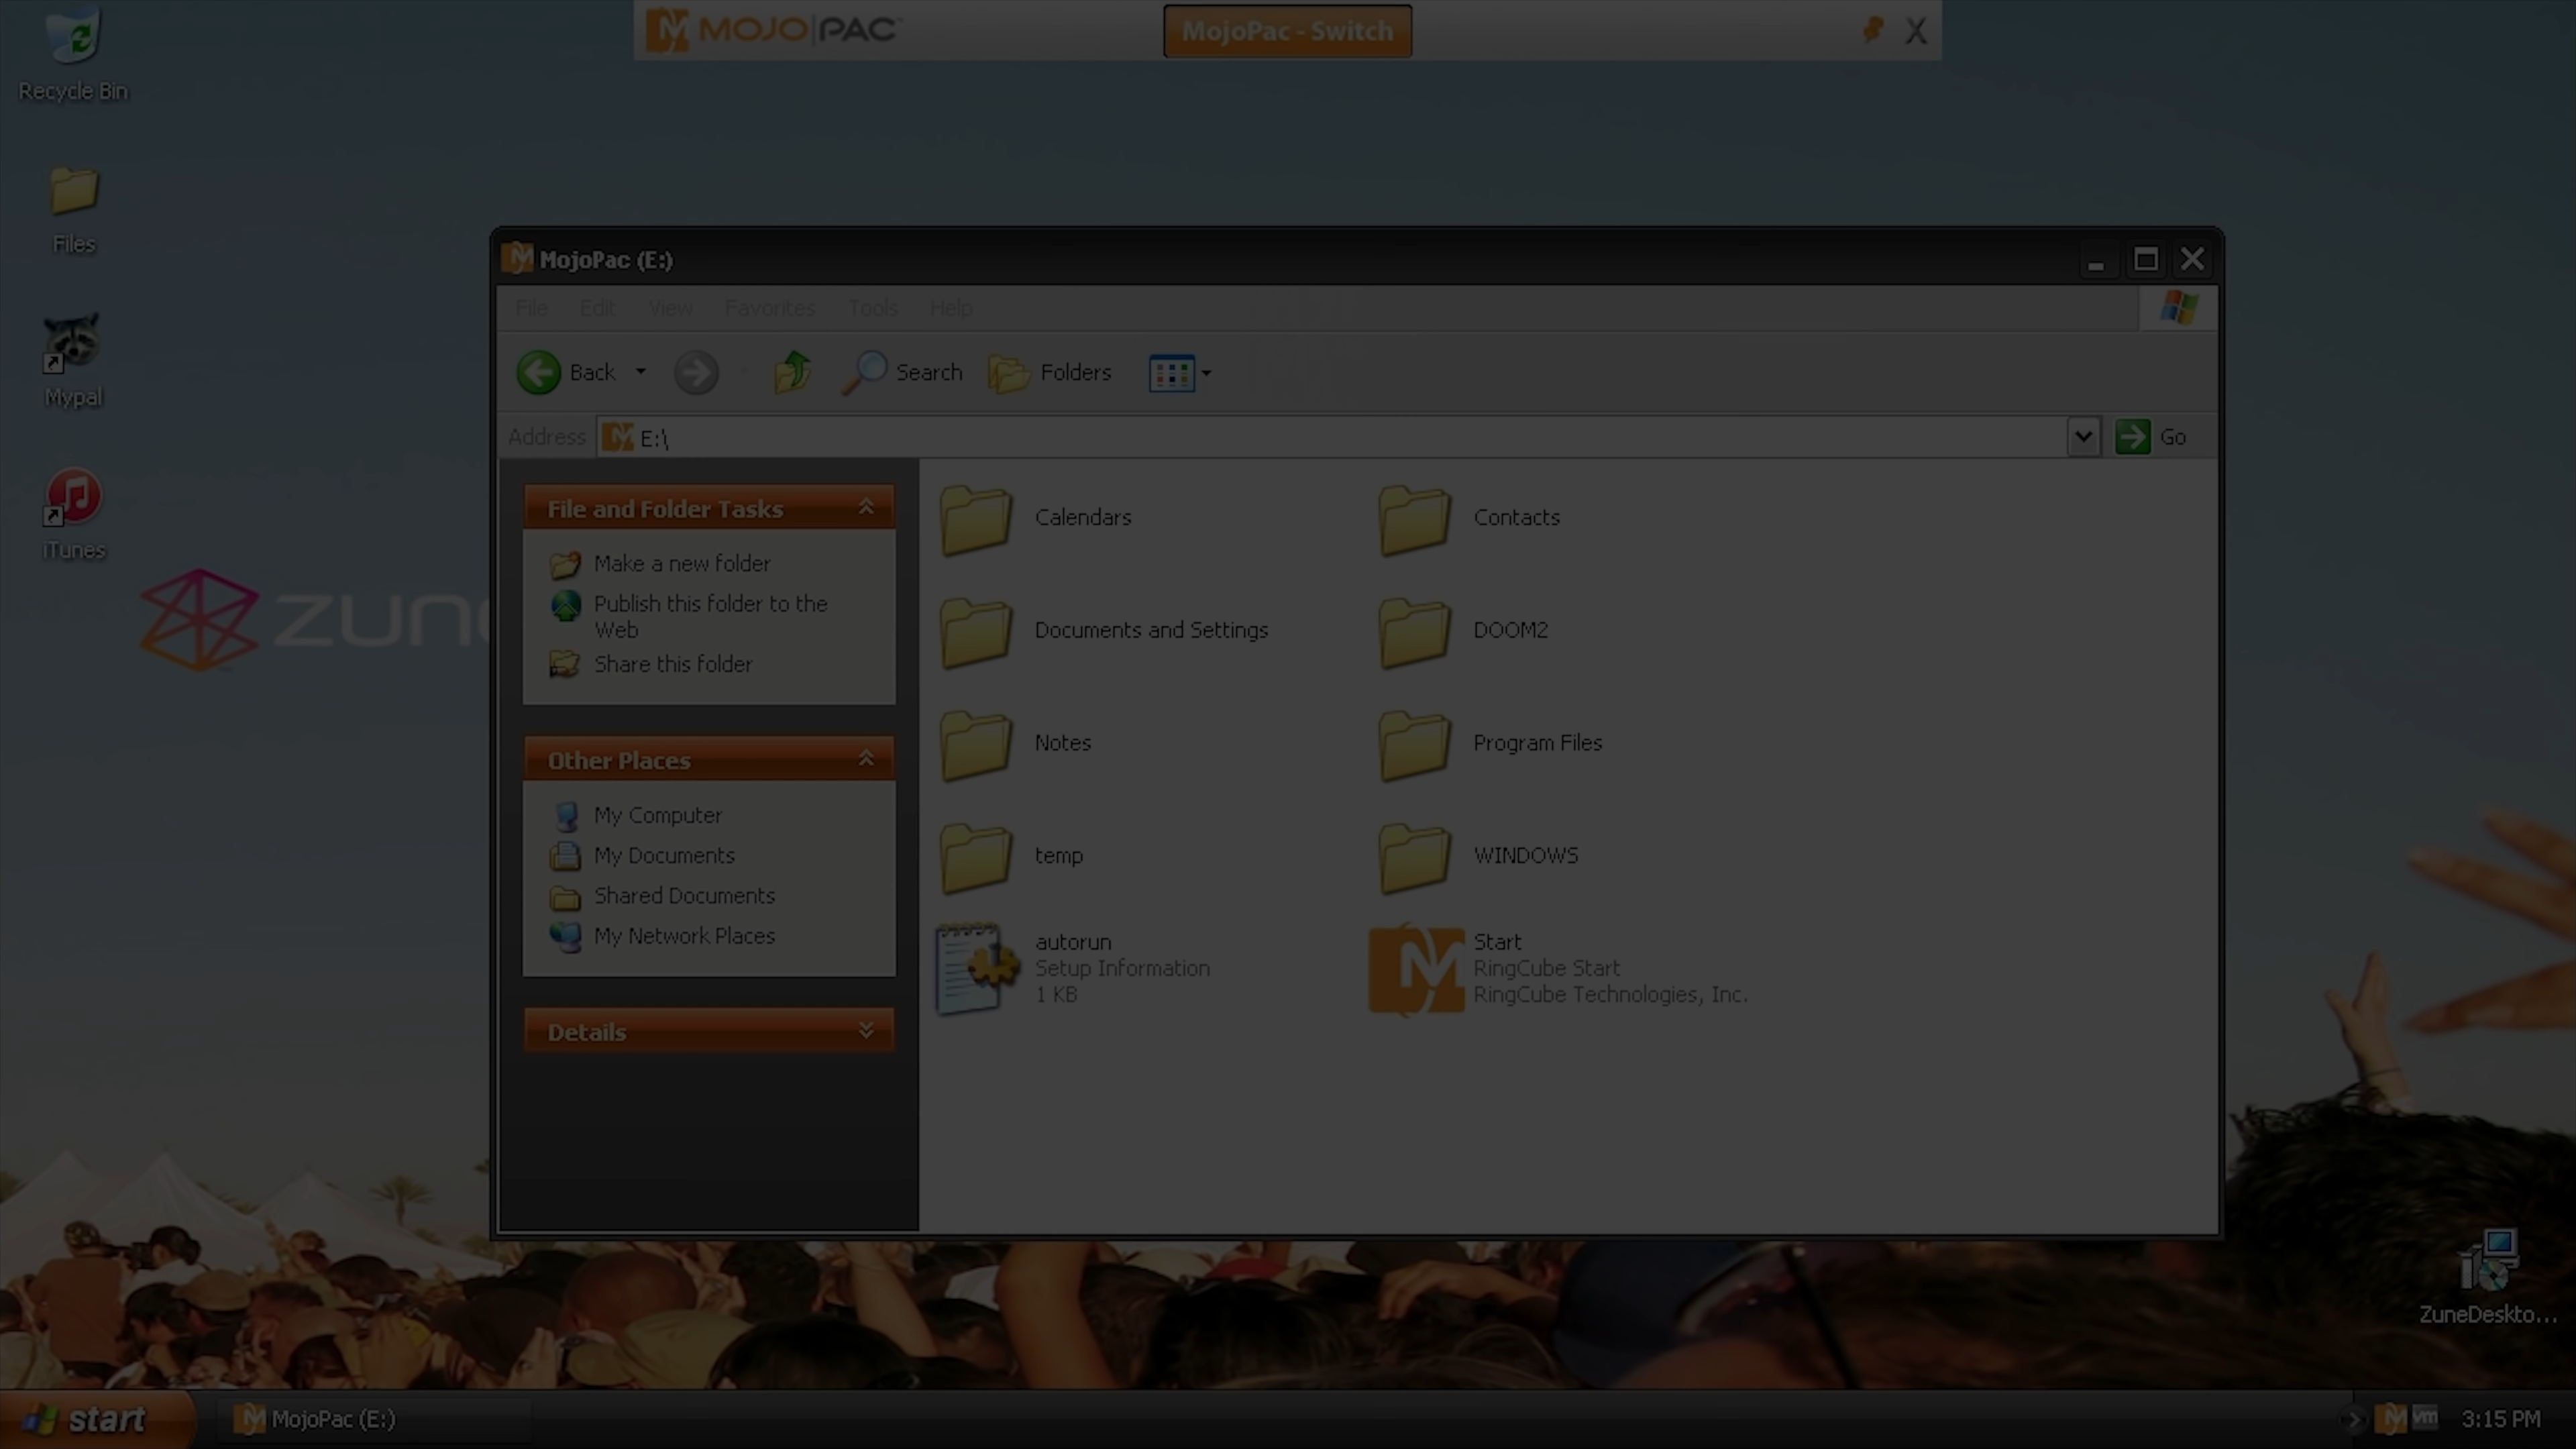 MOJO|PAC™
MojoPac - Switch
X
Recycle Bin
Files
Mypal
iTunes
zun
MojoPac (E:)
File Edit View Favorites Tools Help
Back Search Folders
Address E:\ Go
File and Folder Tasks
Make a new folder
Publish this folder to the
Web
Share this folder
Other Places
My Computer
My Documents
Shared Documents
My Network Places
Details
Calendars
Contacts
Documents and Settings
DOOM2
Notes
Program Files
temp
WINDOWS
autorun
Setup Information
1 KB
Start
RingCube Start
RingCube Technologies, Inc.
ZuneDeskto...
start
MojoPac (E:)
vm
3:15 PM